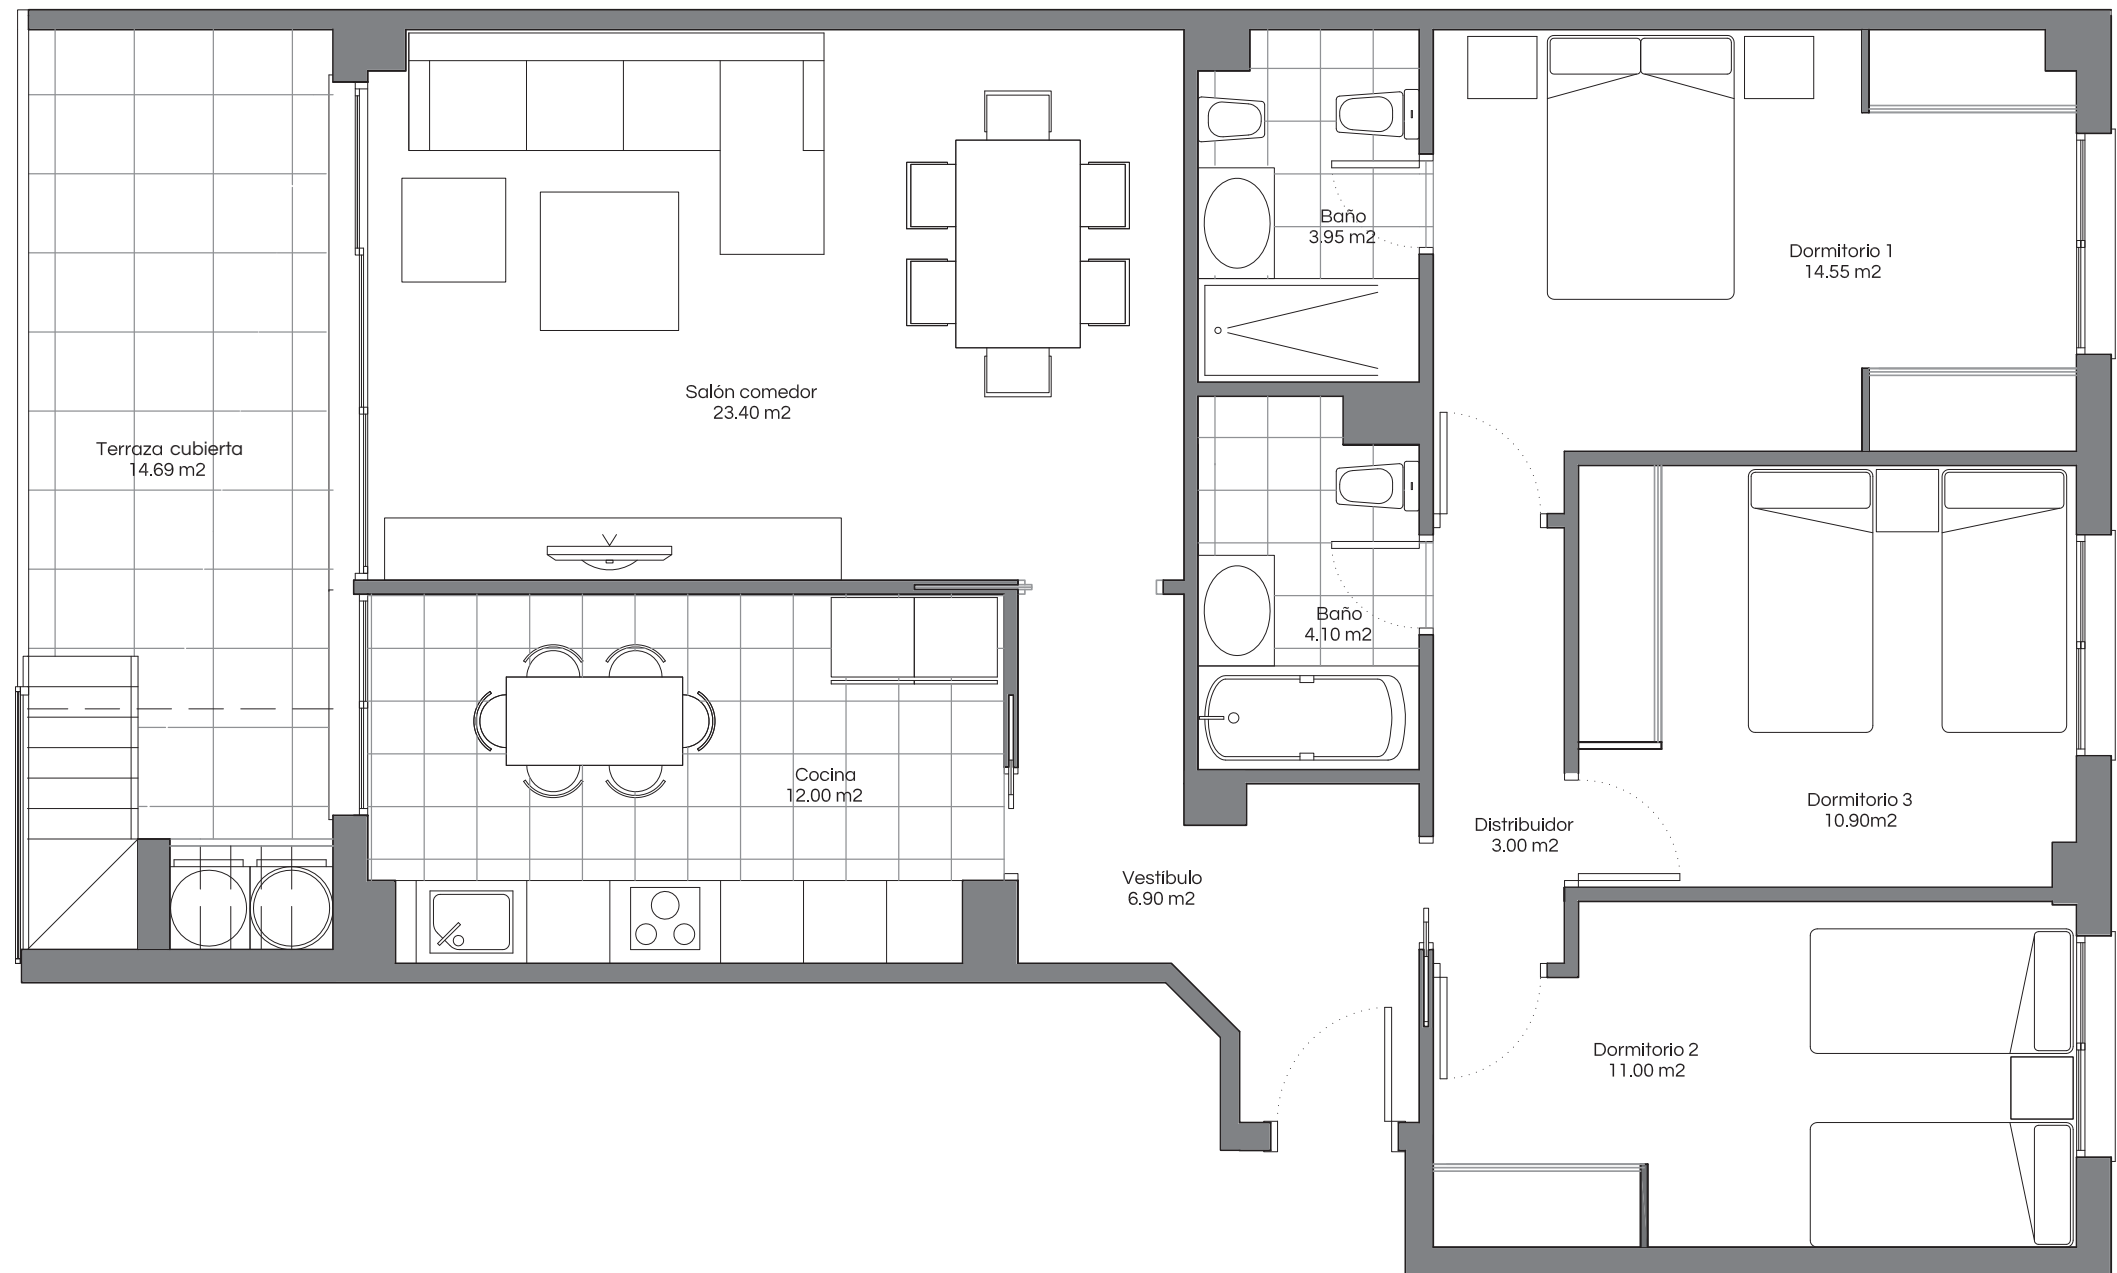 Baño
3.95 m2
Dormitorio 1
14.55 m2
Salón comedor
23.40 m2
Terraza cubierta
14.69 m2
Baño
4.10 m2
Cocina
12.00 m2
Dormitorio 3
10.90m2
Distribuidor
3.00 m2
Vestíbulo
6.90 m2
Dormitorio 2
11.00 m2